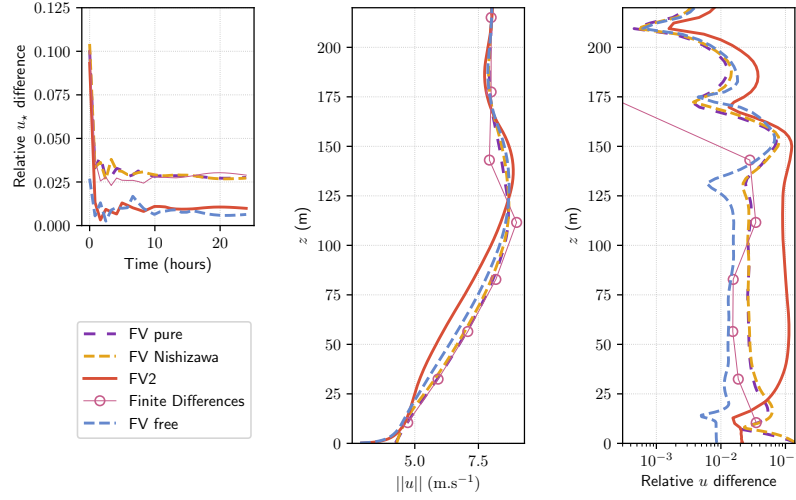 0.125
0.100
0.075
0.050
0.025
0.000
Relative u⋆ difference
0
10
20
Time (hours)
FV pure
FV Nishizawa
FV2
Finite Differences
FV free
200
175
150
125
100
75
50
25
0
z (m)
5.0
7.5
||u|| (m.s⁻¹)
200
175
150
125
100
75
50
25
0
z (m)
10⁻³
10⁻²
10⁻¹
Relative u difference